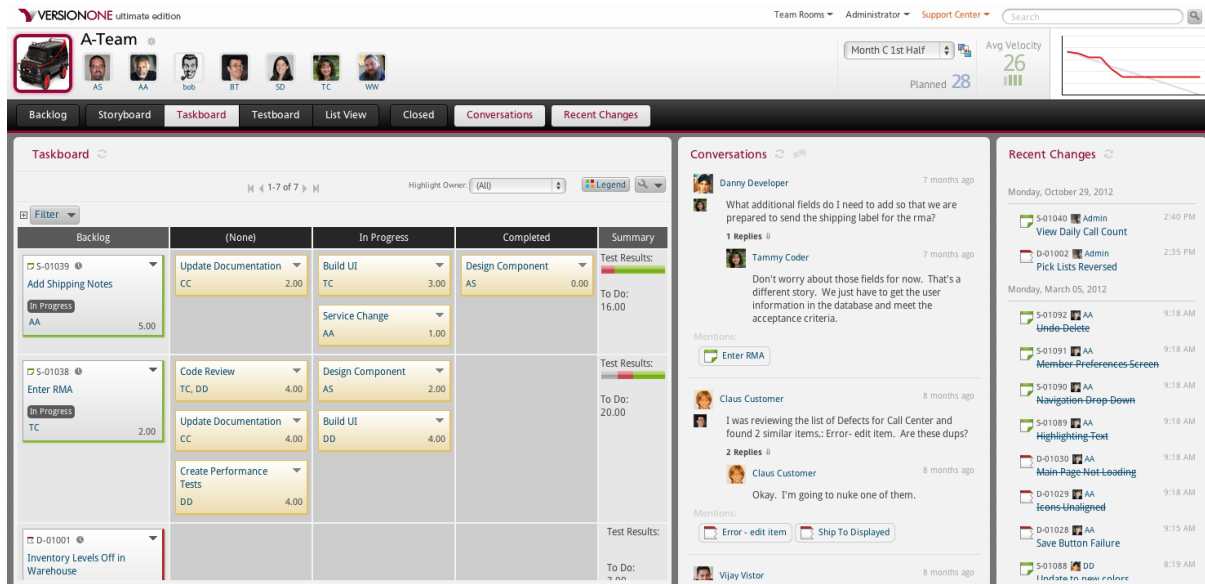 VERSIONONE ultimate edition
Team Rooms Administrator Support Center Search
A-Team
AS AA bob BT SD TC WW
Month C 1st Half
Planned 28
Avg Velocity
26
Backlog Storyboard Taskboard Testboard List View Closed Conversations Recent Changes
Taskboard
1-7 of 7
Highlight Owner: (All)
Legend
Filter
Backlog (None) In Progress Completed Summary
S-01039
Add Shipping Notes
In Progress
AA 5.00
Update Documentation
CC 2.00
Build UI
TC 3.00
Service Change
AA 1.00
Design Component
AS 0.00
Test Results:
To Do:
16.00
S-01038
Enter RMA
In Progress
TC 2.00
Code Review
TC, DD 4.00
Update Documentation
CC 4.00
Create Performance
Tests
DD 4.00
Design Component
AS 2.00
Build UI
DD 4.00
Test Results:
To Do:
20.00
D-01001
Inventory Levels Off in
Warehouse
Test Results:
To Do:
Conversations
Danny Developer 7 months ago
What additional fields do I need to add so that we are
prepared to send the shipping label for the rma?
1 Replies
Tammy Coder 7 months ago
Don't worry about those fields for now. That's a
different story. We just have to get the user
information in the database and meet the
acceptance criteria.
Mentions:
Enter RMA
Claus Customer 8 months ago
I was reviewing the list of Defects for Call Center and
found 2 similar items.: Error- edit item. Are these dups?
2 Replies
Claus Customer 8 months ago
Okay. I'm going to nuke one of them.
Mentions:
Error - edit item Ship To Displayed
Vijay Vistor 8 months ago
Recent Changes
Monday, October 29, 2012
S-01040 Admin 2:40 PM
View Daily Call Count
D-01002 Admin 2:35 PM
Pick Lists Reversed
Monday, March 05, 2012
S-01092 AA 9:18 AM
Undo Delete
S-01091 AA 9:18 AM
Member Preferences Screen
S-01090 AA 9:18 AM
Navigation Drop Down
S-01089 AA 9:18 AM
Highlighting Text
D-01030 AA 9:18 AM
Main Page Not Loading
D-01029 AA 9:18 AM
Icons Unaligned
D-01028 AA 9:15 AM
Save Button Failure
S-01088 DD 8:19 AM
Update to new colors